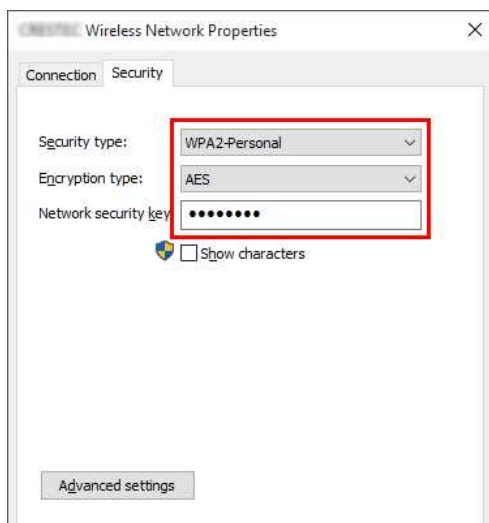 Wireless Network Properties
Connection Security
Security type: WPA2-Personal
Encryption type: AES
Network security key ••••••••
Show characters
Advanced settings